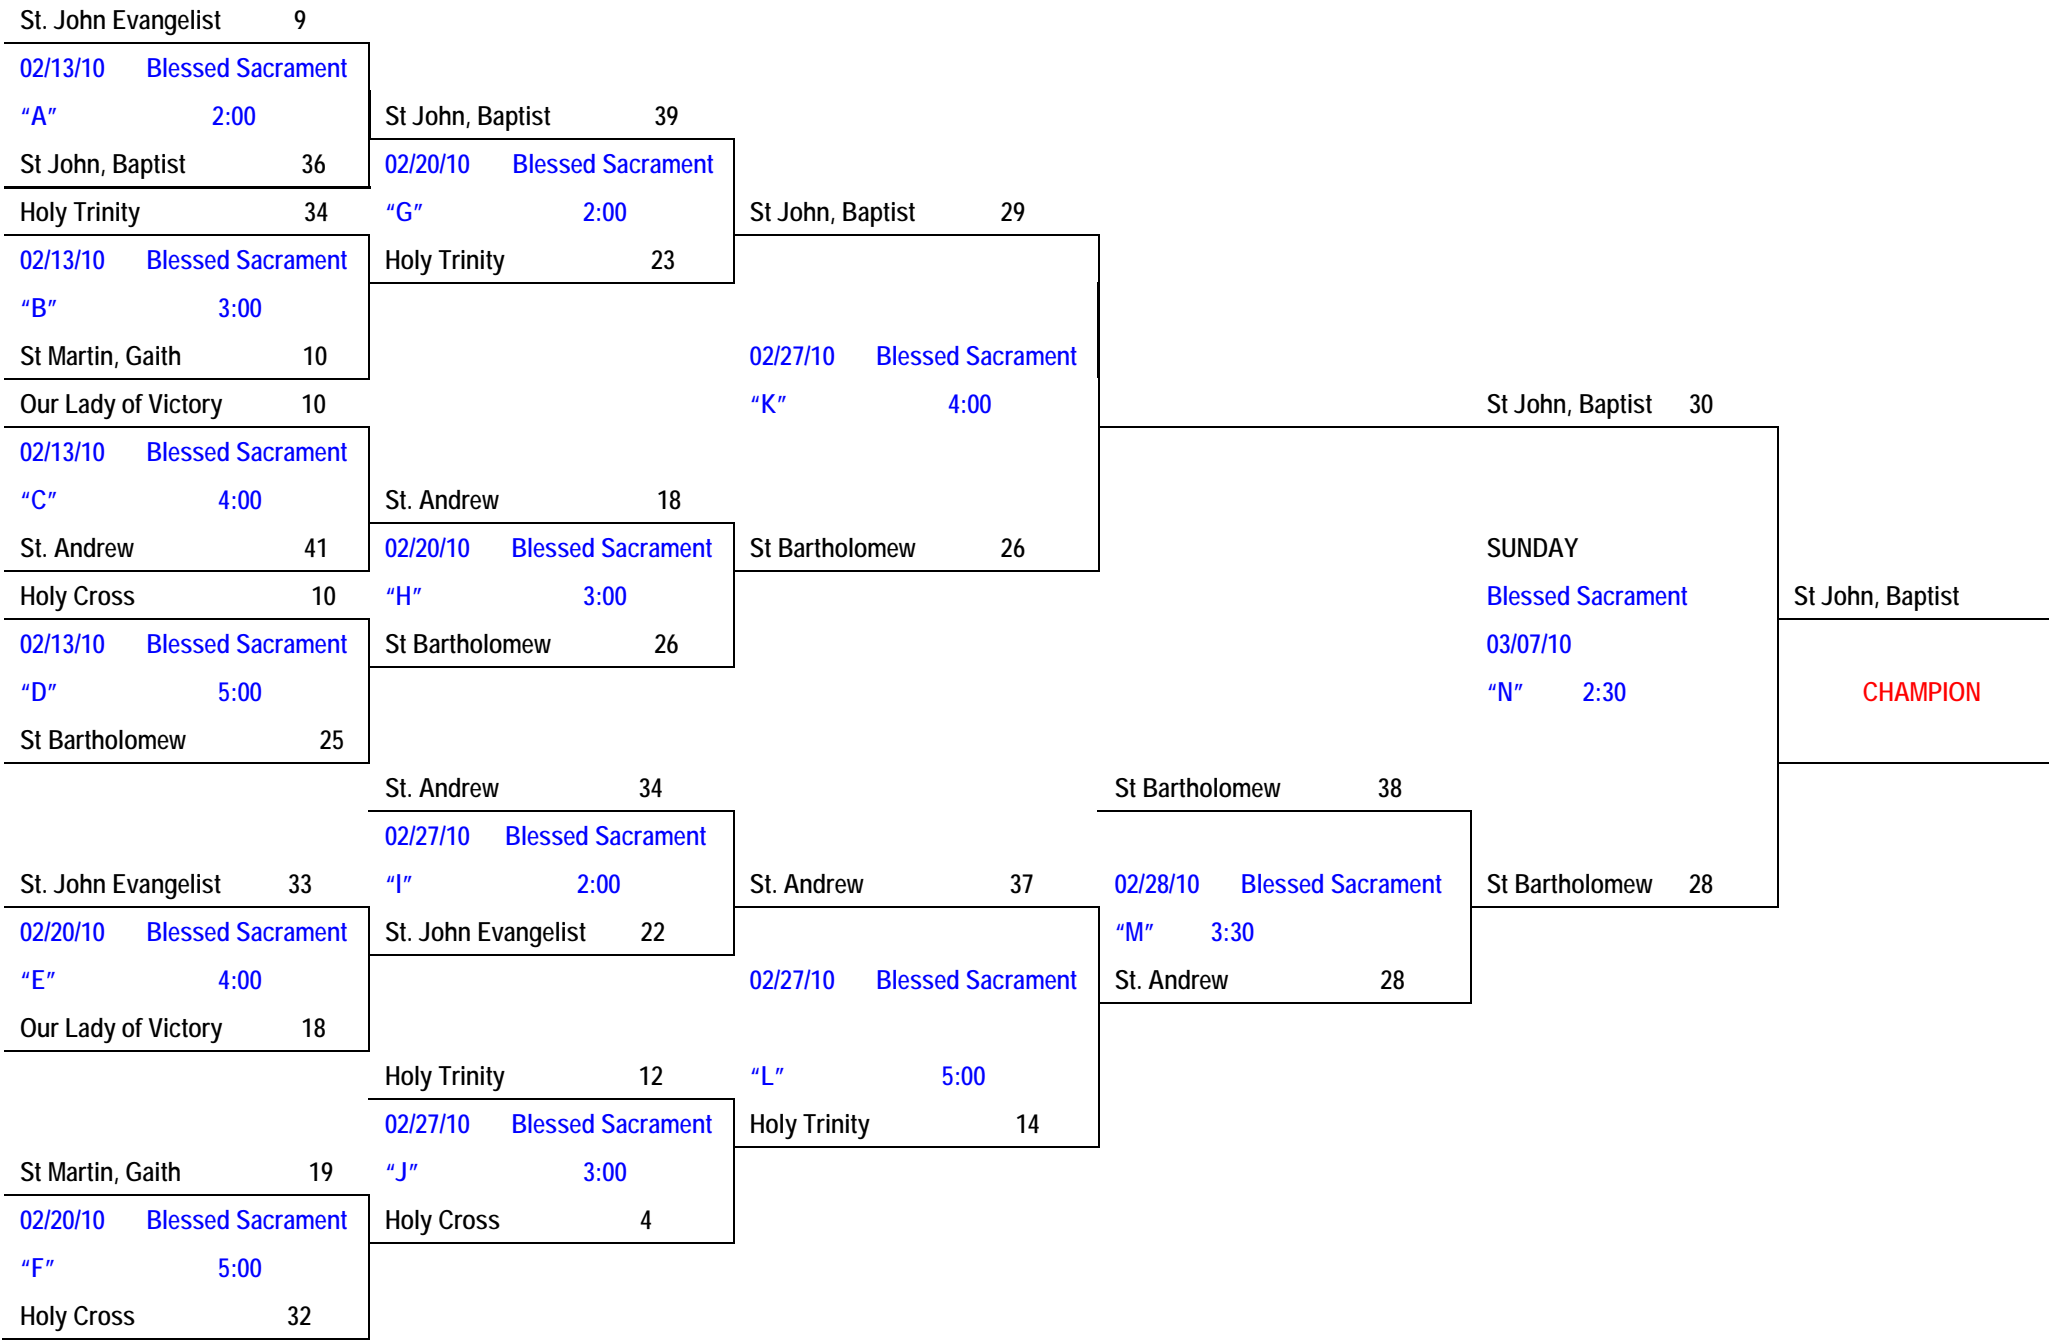 St. John Evangelist 9
02/13/10 Blessed Sacrament
“A” 2:00
St John, Baptist 36
Holy Trinity 34
02/13/10 Blessed Sacrament
“B” 3:00
St Martin, Gaith 10
Our Lady of Victory 10
02/13/10 Blessed Sacrament
“C” 4:00
St. Andrew 41
Holy Cross 10
02/13/10 Blessed Sacrament
“D” 5:00
St Bartholomew 25
St. John Evangelist 33
02/20/10 Blessed Sacrament
“E” 4:00
Our Lady of Victory 18
St Martin, Gaith 19
02/20/10 Blessed Sacrament
“F” 5:00
Holy Cross 32
St John, Baptist 39
02/20/10 Blessed Sacrament
“G” 2:00
Holy Trinity 23
St. Andrew 18
02/20/10 Blessed Sacrament
“H” 3:00
St Bartholomew 26
St. Andrew 34
02/27/10 Blessed Sacrament
“I” 2:00
St. John Evangelist 22
Holy Trinity 12
02/27/10 Blessed Sacrament
“J” 3:00
Holy Cross 4
St John, Baptist 29
02/27/10 Blessed Sacrament
“K” 4:00
St Bartholomew 26
St. Andrew 37
02/27/10 Blessed Sacrament
“L” 5:00
Holy Trinity 14
St Bartholomew 38
02/28/10 Blessed Sacrament
“M” 3:30
St. Andrew 28
St John, Baptist 30
SUNDAY
Blessed Sacrament
03/07/10
“N” 2:30
St Bartholomew 28
St John, Baptist
CHAMPION